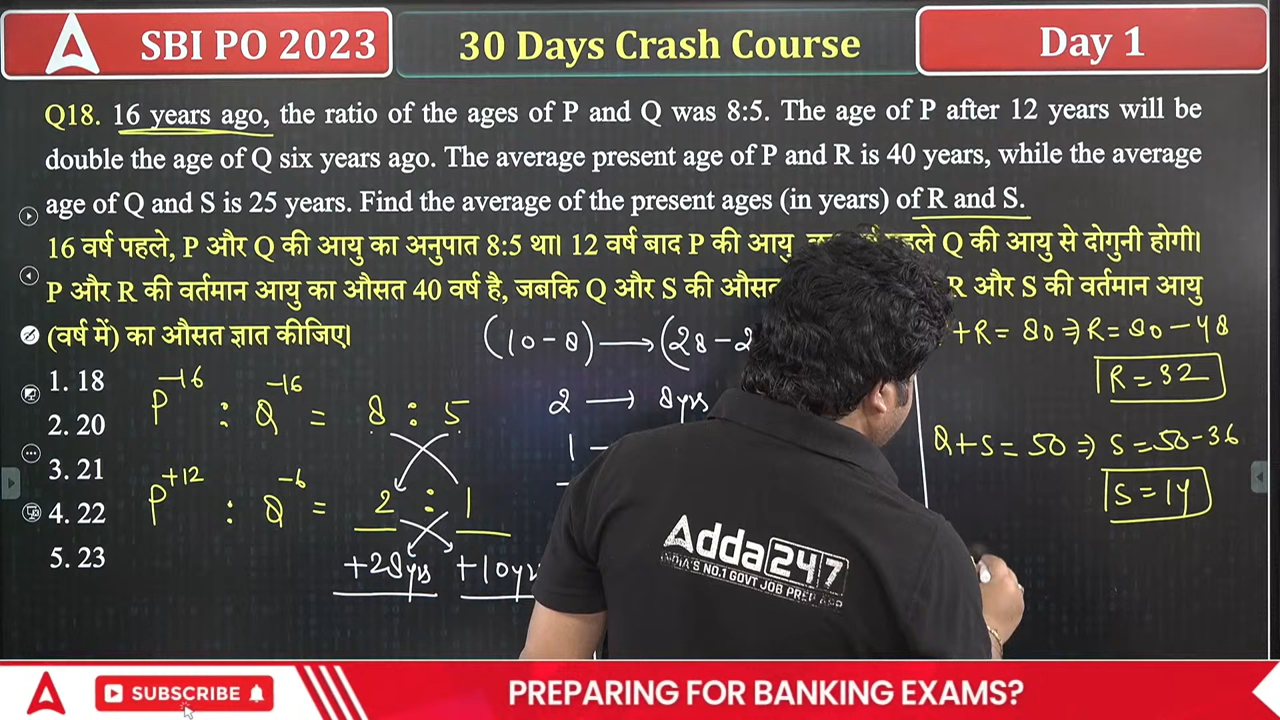 SBI PO 2023
30 Days Crash Course
Day 1
Q18. 16 years ago, the ratio of the ages of P and Q was 8:5. The age of P after 12 years will be
double the age of Q six years ago. The average present age of P and R is 40 years, while the average
age of Q and S is 25 years. Find the average of the present ages (in years) of R and S.
16 वर्ष पहले, P और Q की आयु का अनुपात 8:5 था। 12 वर्ष बाद P की आयु Q की आयु से दोगुनी होगी।
P और R की वर्तमान आयु का औसत 40 वर्ष है, जबकि Q और S की R और S की वर्तमान आयु
(वर्ष में) का औसत ज्ञात कीजिए।
1. 18
2. 20
3. 21
4. 22
5. 23
P^-16 : Q^-16 = 8 : 5
P^+12 : Q^-6 = 2 : 1
+28yrs +10yrs
(10-8) → (28-2
2 → 8yrs
1 -
+R = 80 ⇒ R = 80-48
R = 32
Q+S = 50 ⇒ S = 50-36
S = 14
Adda247
INDIA'S NO.1 GOVT JOB PREP APP
SUBSCRIBE
PREPARING FOR BANKING EXAMS?